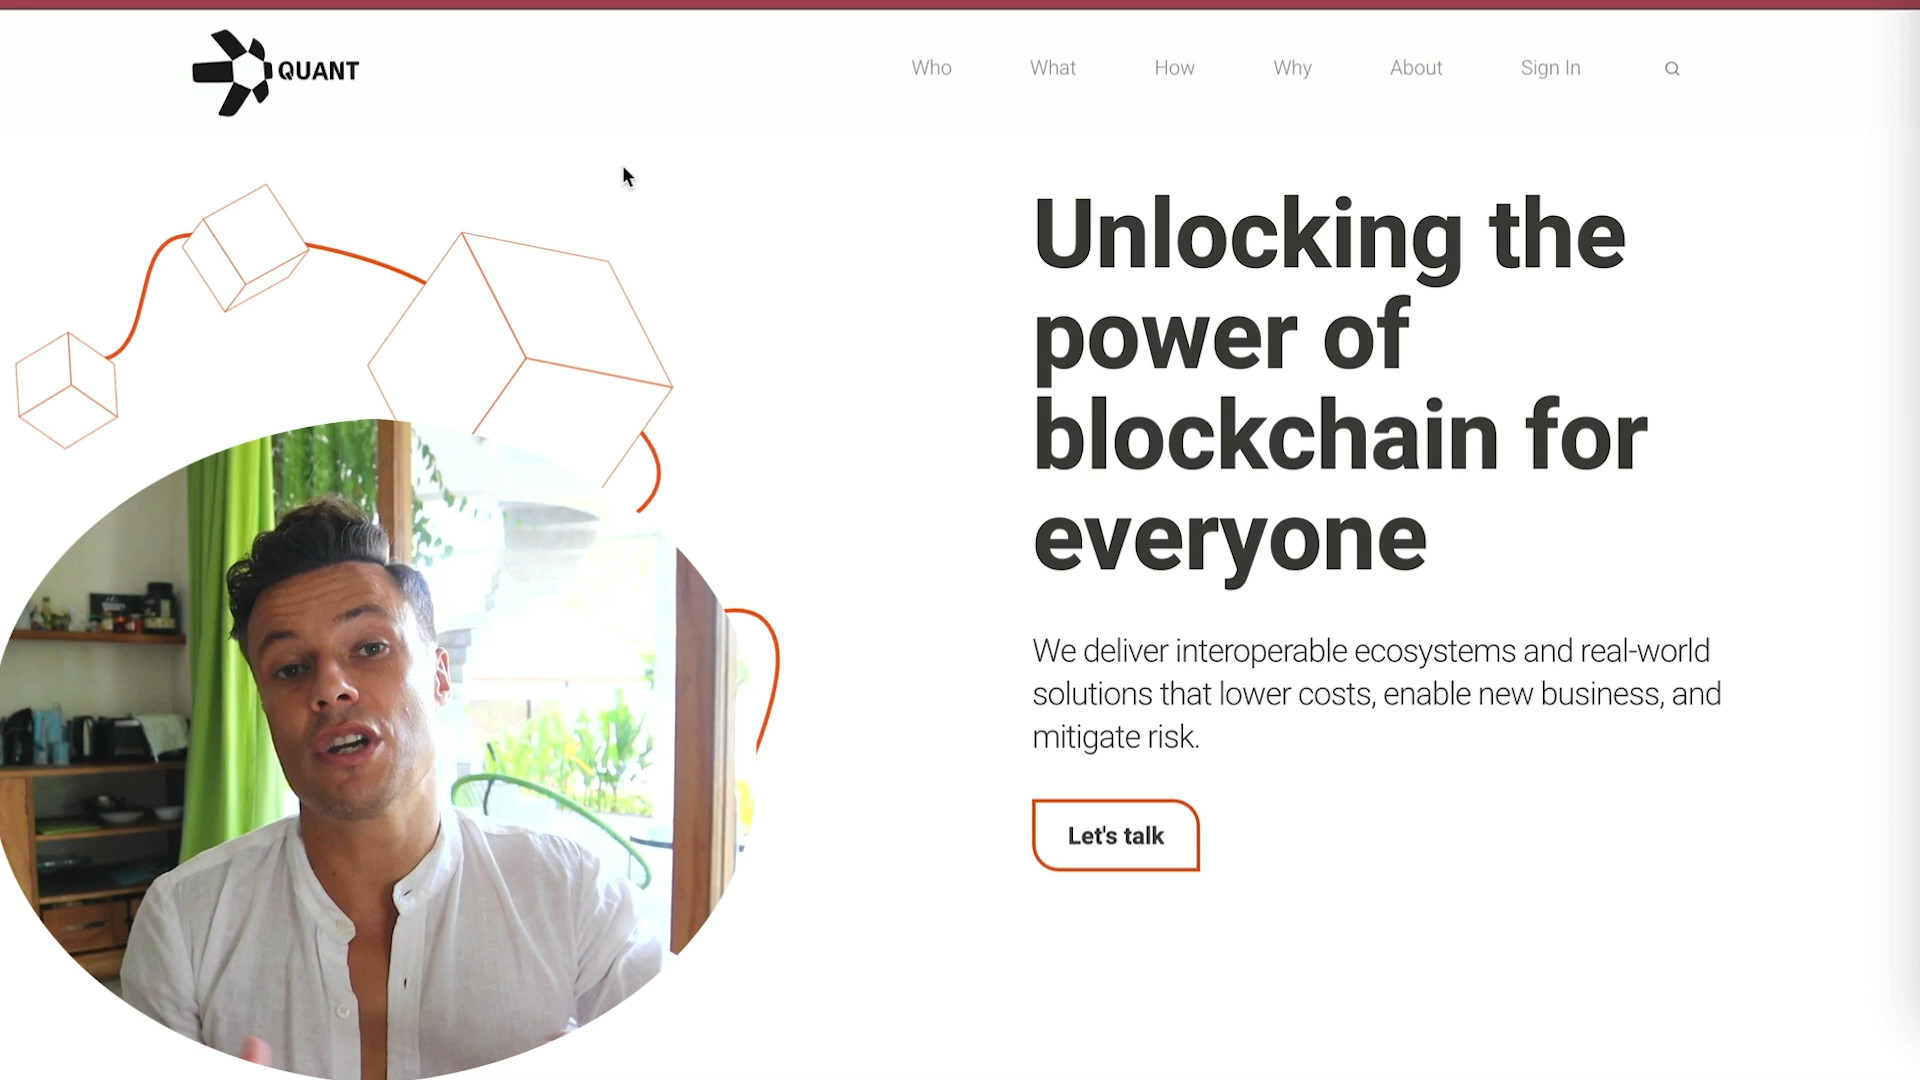 QUANT
Who
What
How
Why
About
Sign In
Unlocking the
power of
blockchain for
everyone
We deliver interoperable ecosystems and real-world
solutions that lower costs, enable new business, and
mitigate risk.
Let's talk